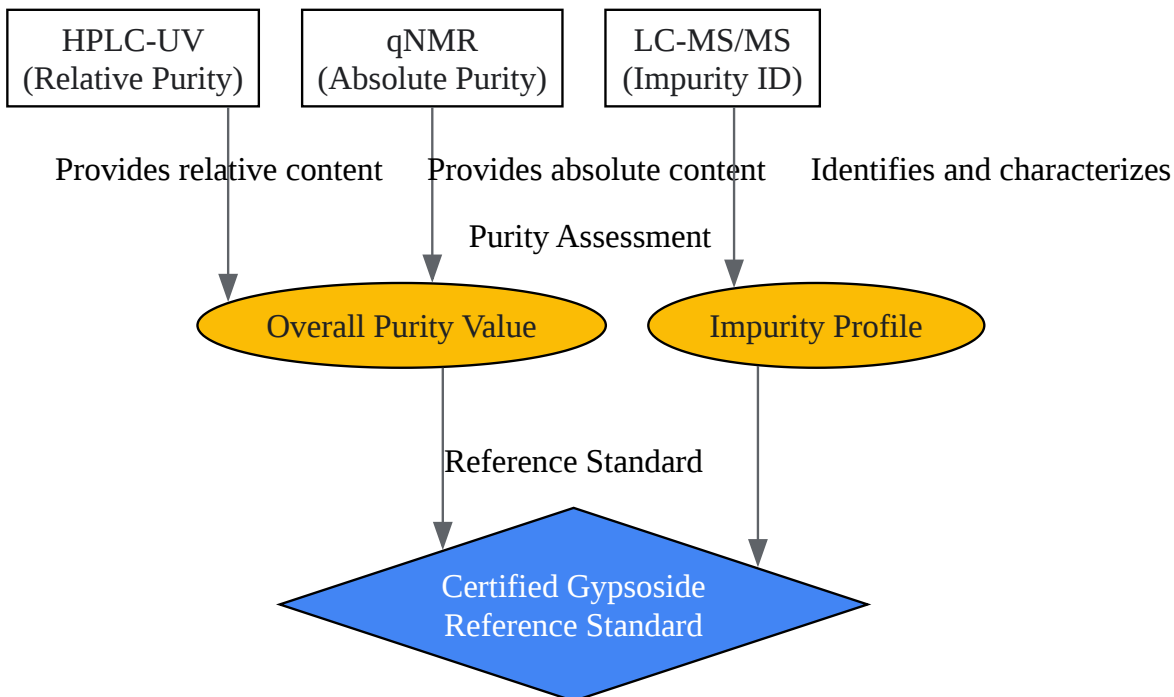 HPLC-UV
(Relative Purity)
qNMR
(Absolute Purity)
LC-MS/MS
(Impurity ID)
Provides relative content
Provides absolute content
Identifies and characterizes
Purity Assessment
Overall Purity Value
Impurity Profile
Reference Standard
Certified Gypsoside
Reference Standard